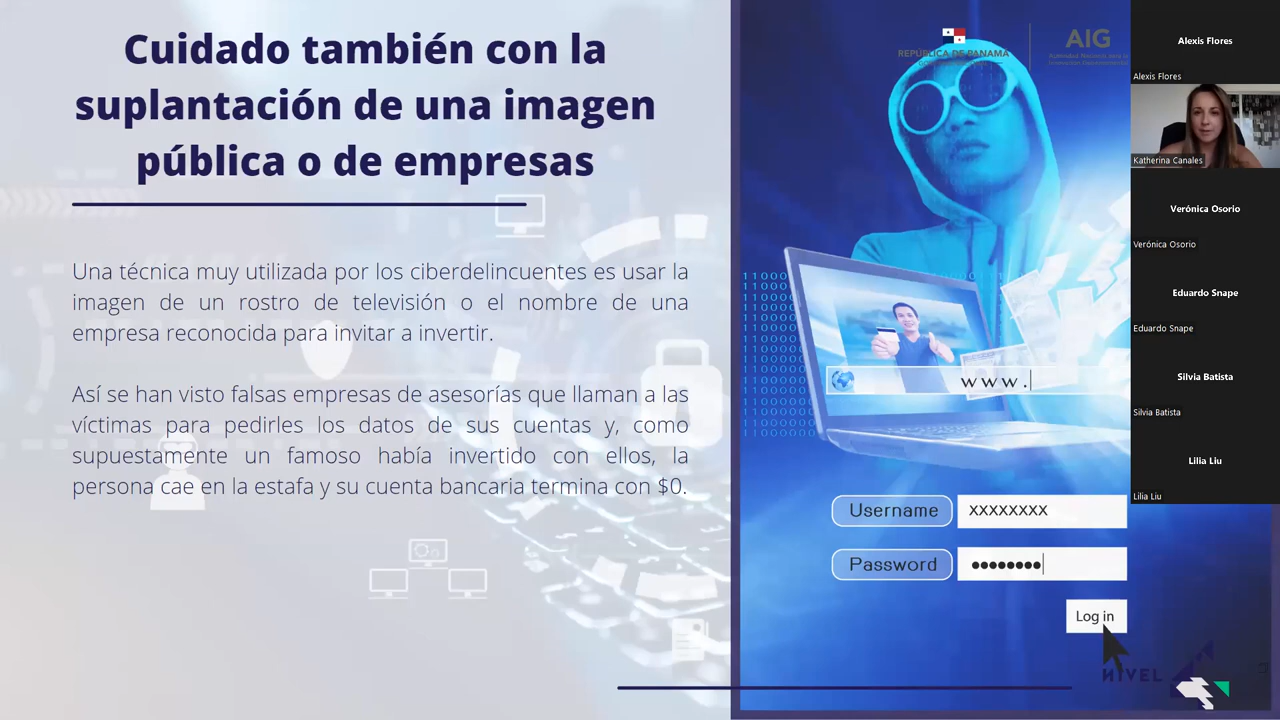 Cuidado también con la
suplantación de una imagen
pública o de empresas
Una técnica muy utilizada por los ciberdelincuentes es usar la
imagen de un rostro de televisión o el nombre de una
empresa reconocida para invitar a invertir.
Así se han visto falsas empresas de asesorías que llaman a las
víctimas para pedirles los datos de sus cuentas y, como
supuestamente un famoso había invertido con ellos, la
persona cae en la estafa y su cuenta bancaria termina con $0.
REPÚBLICA DE PANAMÁ
AIG
www.
Username
XXXXXXXX
Password
Log in
NIVEL 4
Alexis Flores
Alexis Flores
Katherina Canales
Verónica Osorio
Verónica Osorio
Eduardo Snape
Eduardo Snape
Silvia Batista
Silvia Batista
Lilia Liu
Lilia Liu